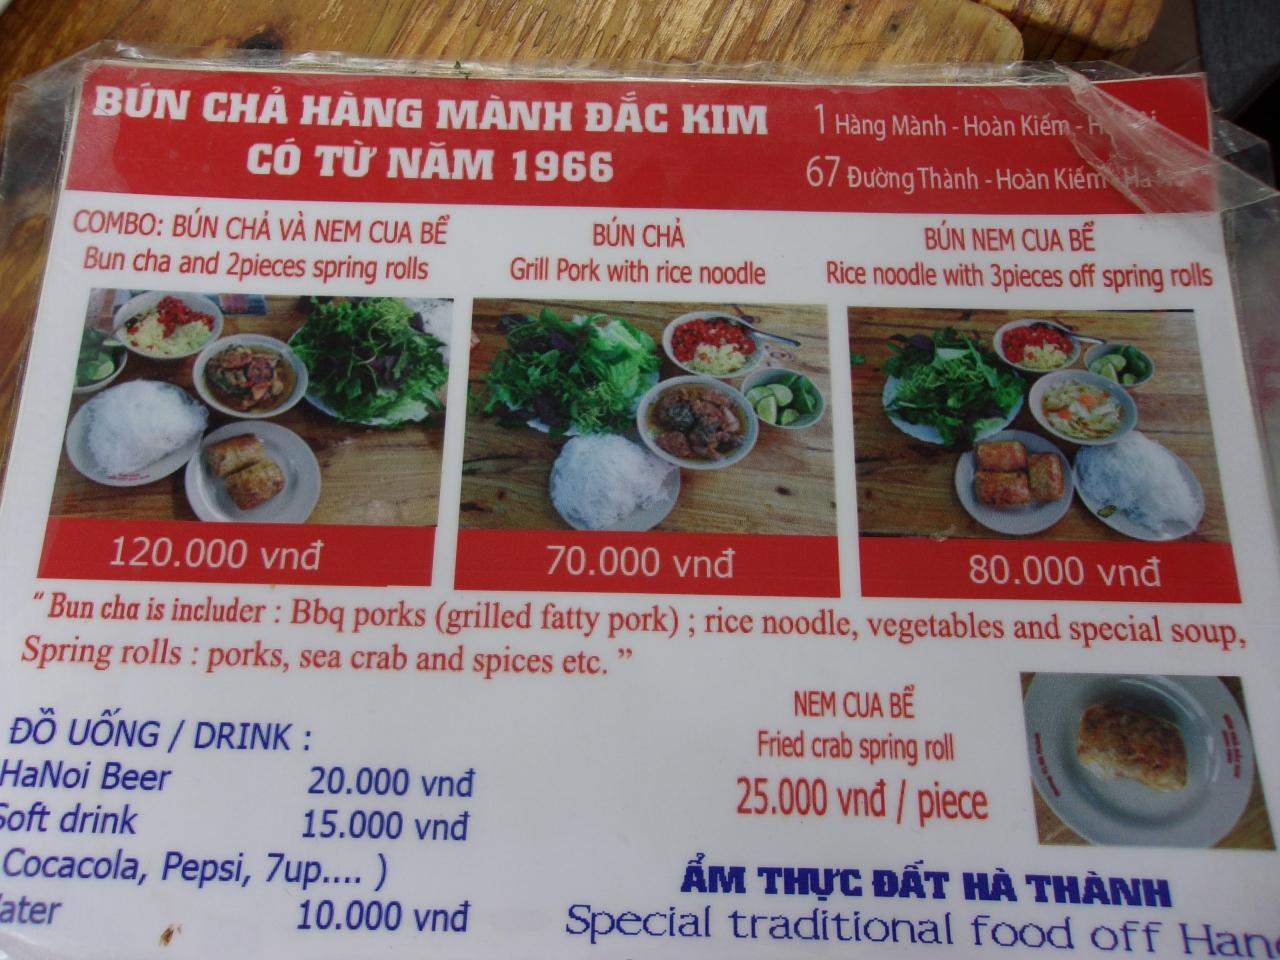 BÚN CHẢ HÀNG MÀNH ĐẮC KIM
CÓ TỪ NĂM 1966
1 Hàng Mành - Hoàn Kiếm -
67 Đường Thành - Hoàn Kiếm -
COMBO: BÚN CHẢ VÀ NEM CUA BỂ
Bun cha and 2pieces spring rolls
120.000 vnđ
BÚN CHẢ
Grill Pork with rice noodle
70.000 vnđ
BÚN NEM CUA BỂ
Rice noodle with 3pieces off spring rolls
80.000 vnđ
“ Bun cha is includer : Bbq porks (grilled fatty pork) ; rice noodle, vegetables and special soup,
Spring rolls : porks, sea crab and spices etc. ”
ĐỒ UỐNG / DRINK :
HaNoi Beer 20.000 vnđ
Soft drink 15.000 vnđ
Cocacola, Pepsi, 7up.... )
ater 10.000 vnđ
NEM CUA BỂ
Fried crab spring roll
25.000 vnđ / piece
ẨM THỰC ĐẤT HÀ THÀNH
Special traditional food off Han